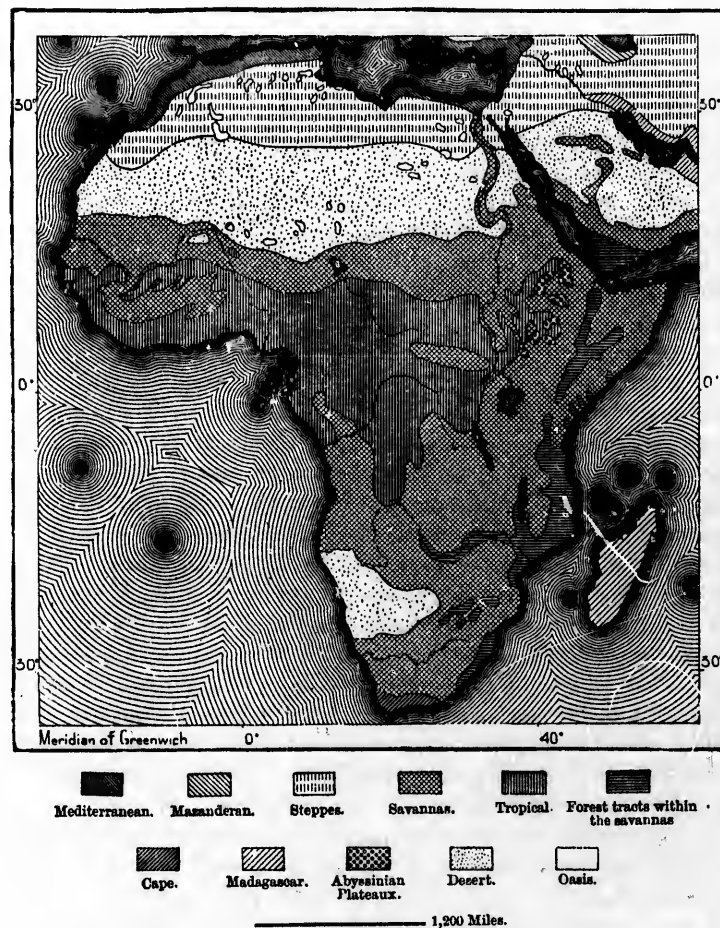 30°
30°
0°
0°
30°
30°
Meridian of Greenwich 0° 40°
Mediterranean. Mazanderan. Steppes. Savannas. Tropical. Forest tracts within
the savannas
Cape. Madagascar. Abyssinian Desert. Oasis.
Plateaux.
1,200 Miles.